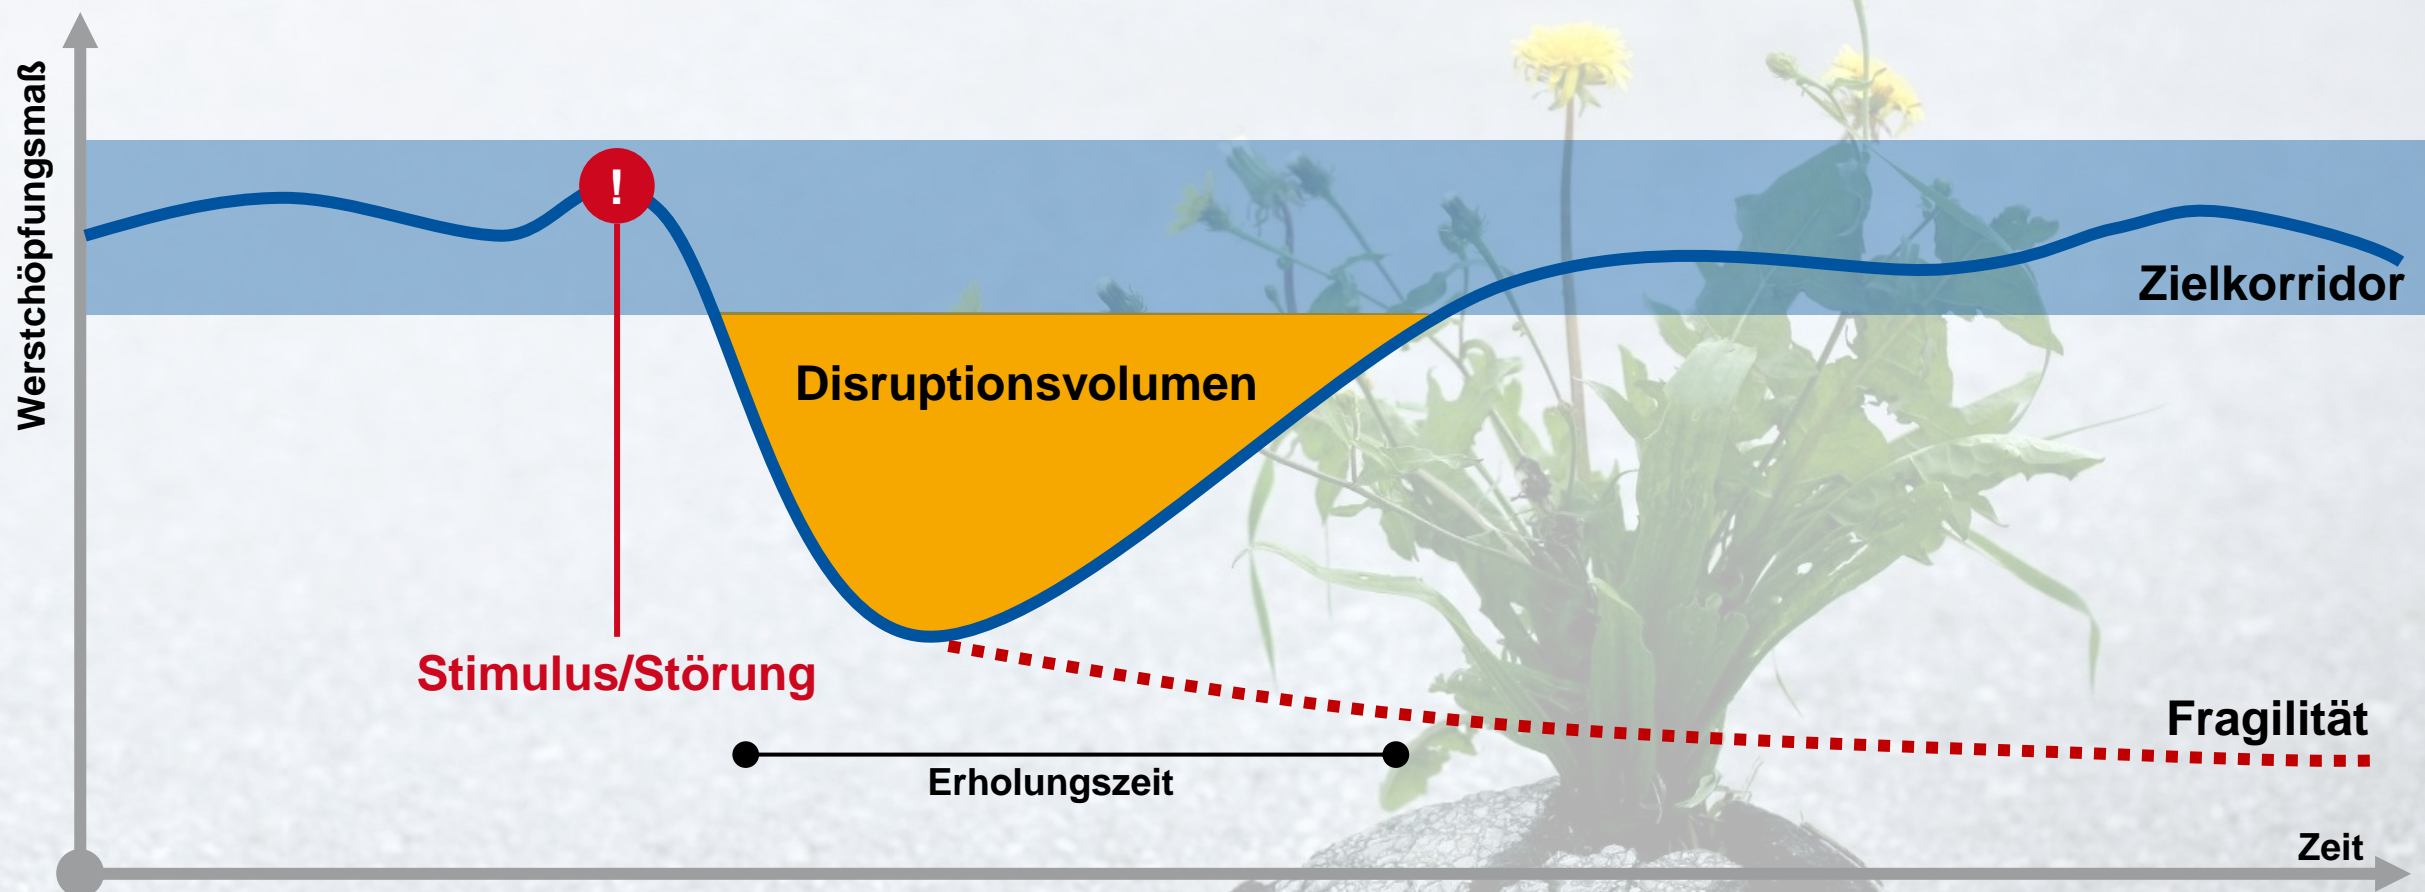 Werstchöpfungsmaß
!
Zielkorridor
Disruptionsvolumen
Stimulus/Störung
Fragilität
Erholungszeit
Zeit